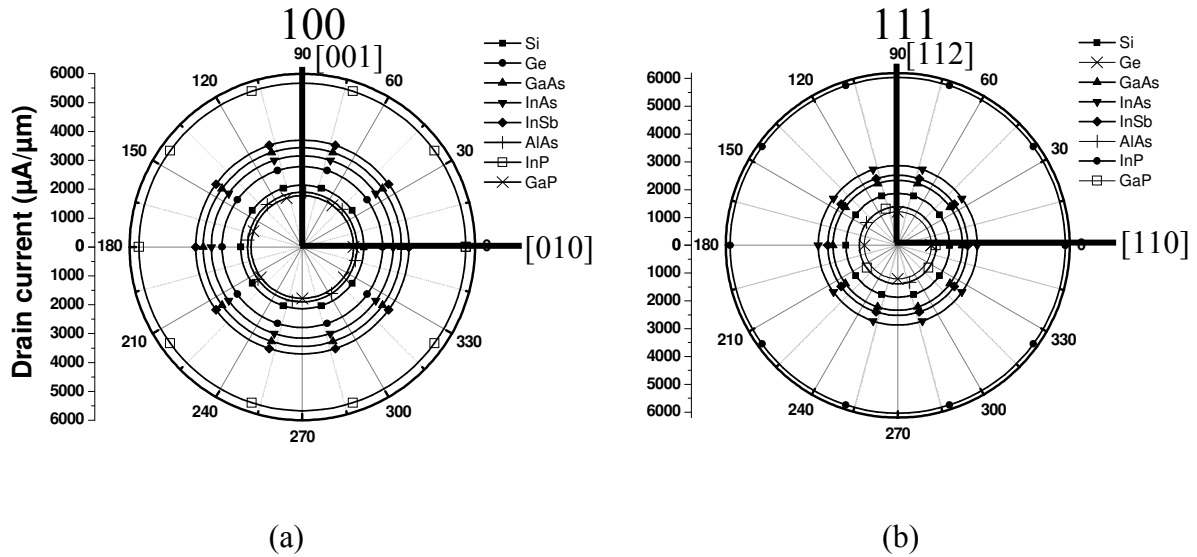 100
90 [001]
120
60
150
30
180
0
[010]
210
330
240
300
270
Drain current (µA/µm)
6000
5000
4000
3000
2000
1000
0
1000
2000
3000
4000
5000
6000
Si
Ge
GaAs
InAs
InSb
AlAs
InP
GaP
(a)
111
90 [112]
120
60
150
30
180
0
[110]
210
330
240
300
270
6000
5000
4000
3000
2000
1000
0
1000
2000
3000
4000
5000
6000
Si
Ge
GaAs
InAs
InSb
AlAs
InP
GaP
(b)